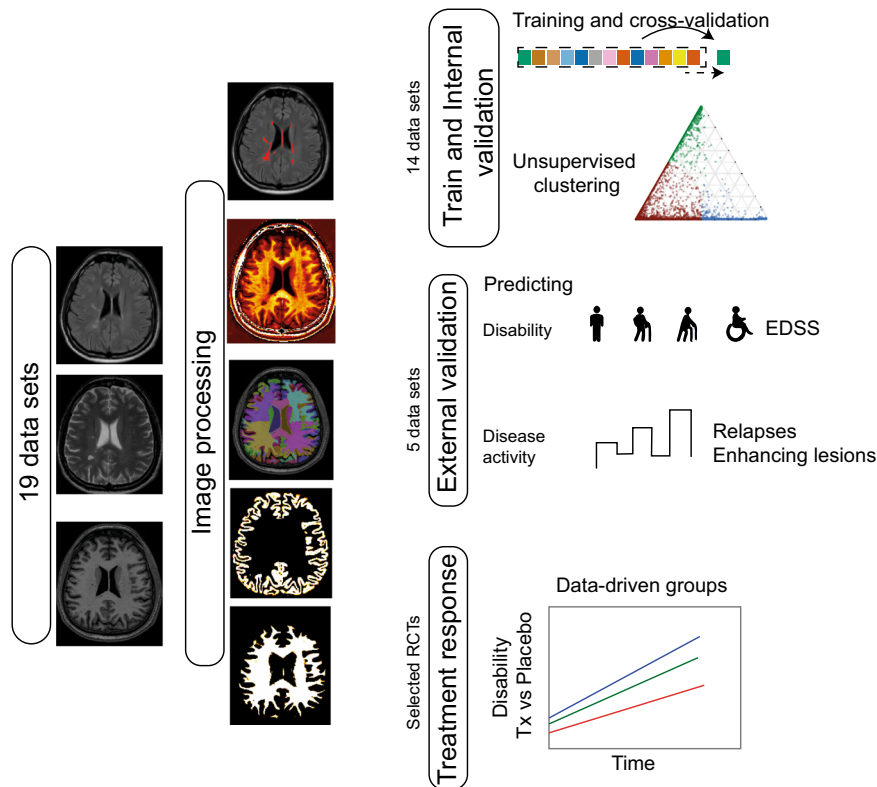 19 data sets
Image processing
14 data sets
Train and Internal
validation
Training and cross-validation
Unsupervised
clustering
5 data sets
External validation
Predicting
Disability
EDSS
Disease
activity
Relapses
Enhancing lesions
Selected RCTs
Treatment response
Data-driven groups
Disability
Tx vs Placebo
Time